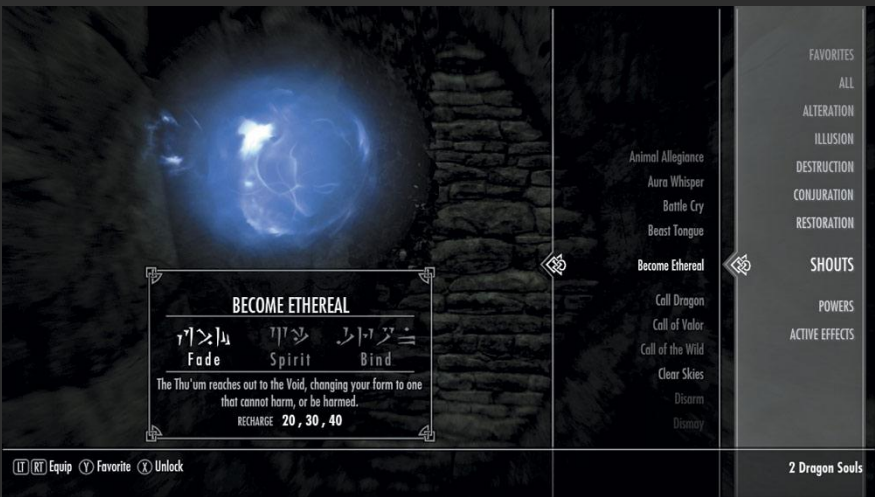 FAVORITES
ALL
ALTERATION
ILLUSION
DESTRUCTION
CONJURATION
RESTORATION
SHOUTS
POWERS
ACTIVE EFFECTS
Animal Allegiance
Aura Whisper
Battle Cry
Beast Tongue
Become Ethereal
Call Dragon
Call of Valor
Call of the Wild
Clear Skies
Disarm
Dismay
BECOME ETHEREAL
Fade Spirit Bind
The Thu'um reaches out to the Void, changing your form to one
that cannot harm, or be harmed.
RECHARGE 20 , 30 , 40
LT RT Equip Y Favorite X Unlock
2 Dragon Souls